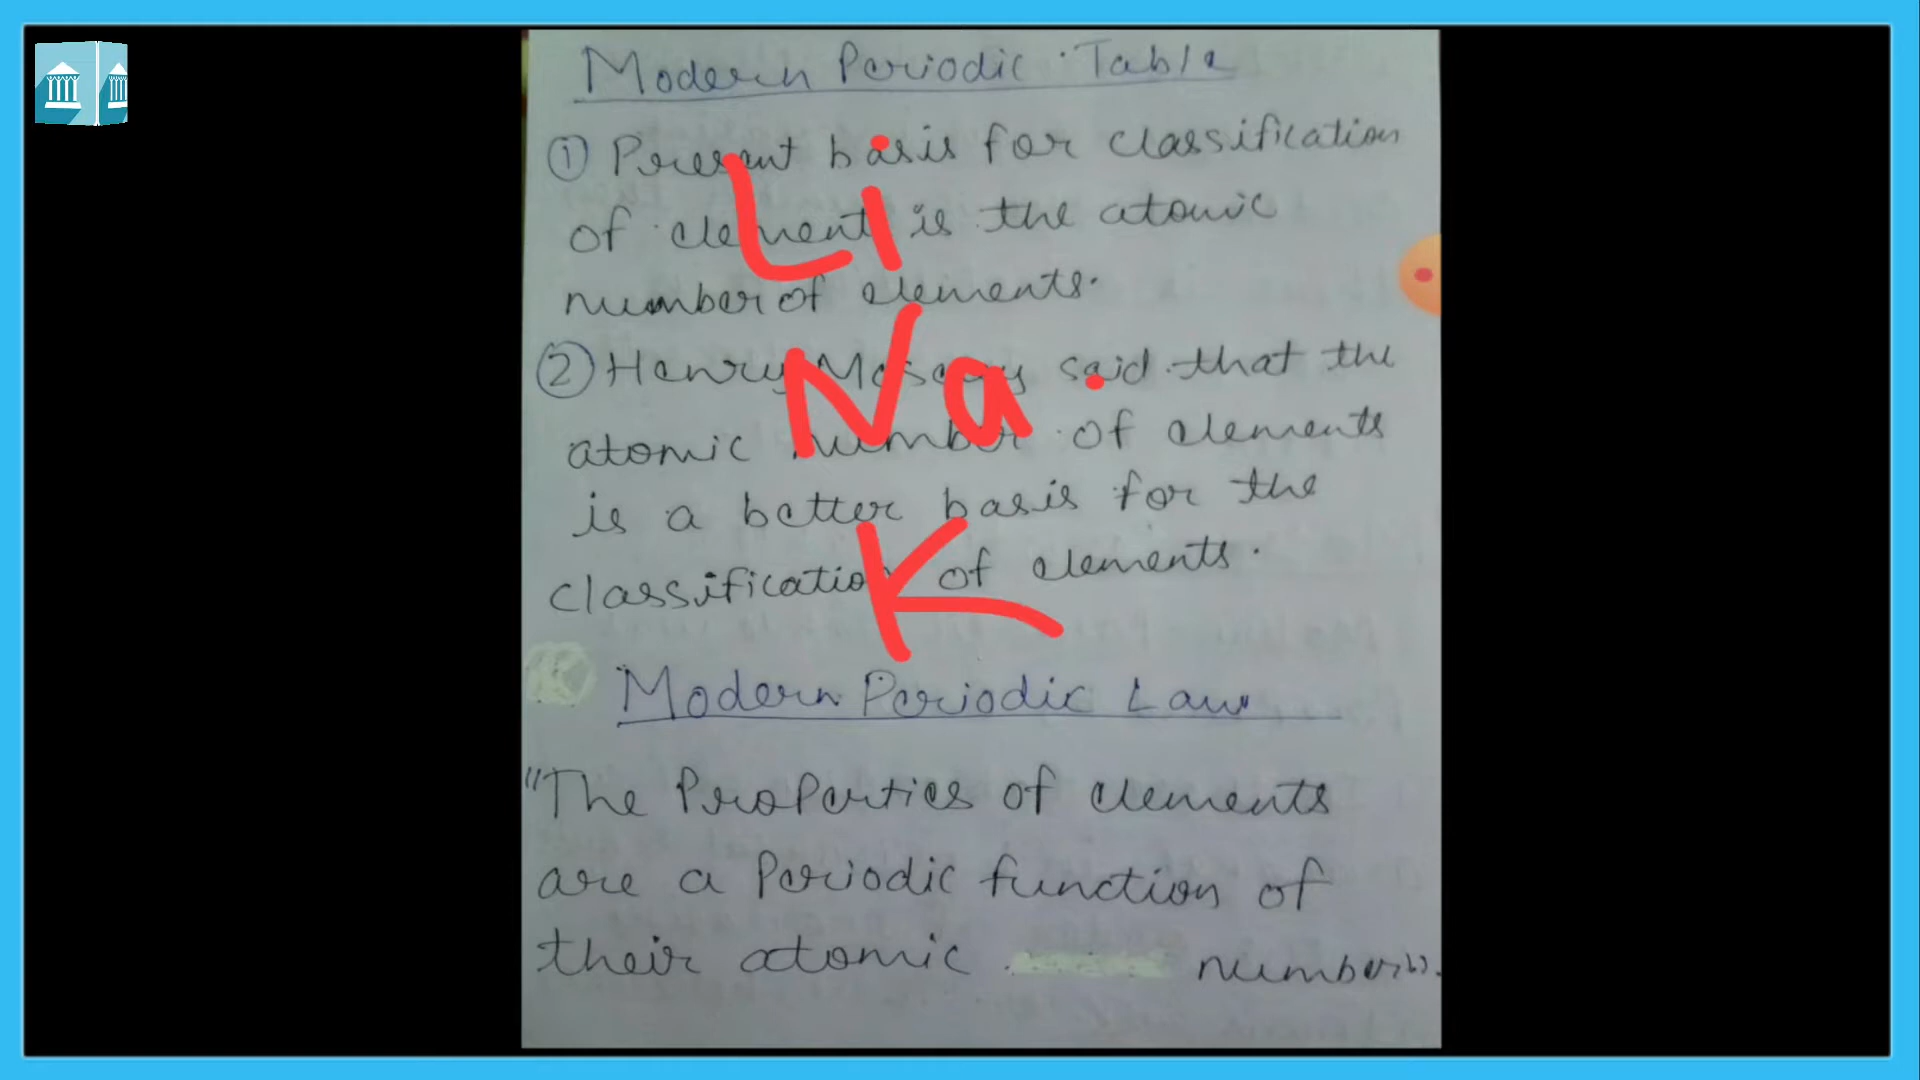 Modern Periodic Table
① Present basis for classification
of element is the atomic
number of elements.
② Henry said that the
atomic number of elements
is a better basis for the
classification of elements.
Modern Periodic Law
"The Properties of elements
are a Periodic function of
their atomic number
Li
Na
K